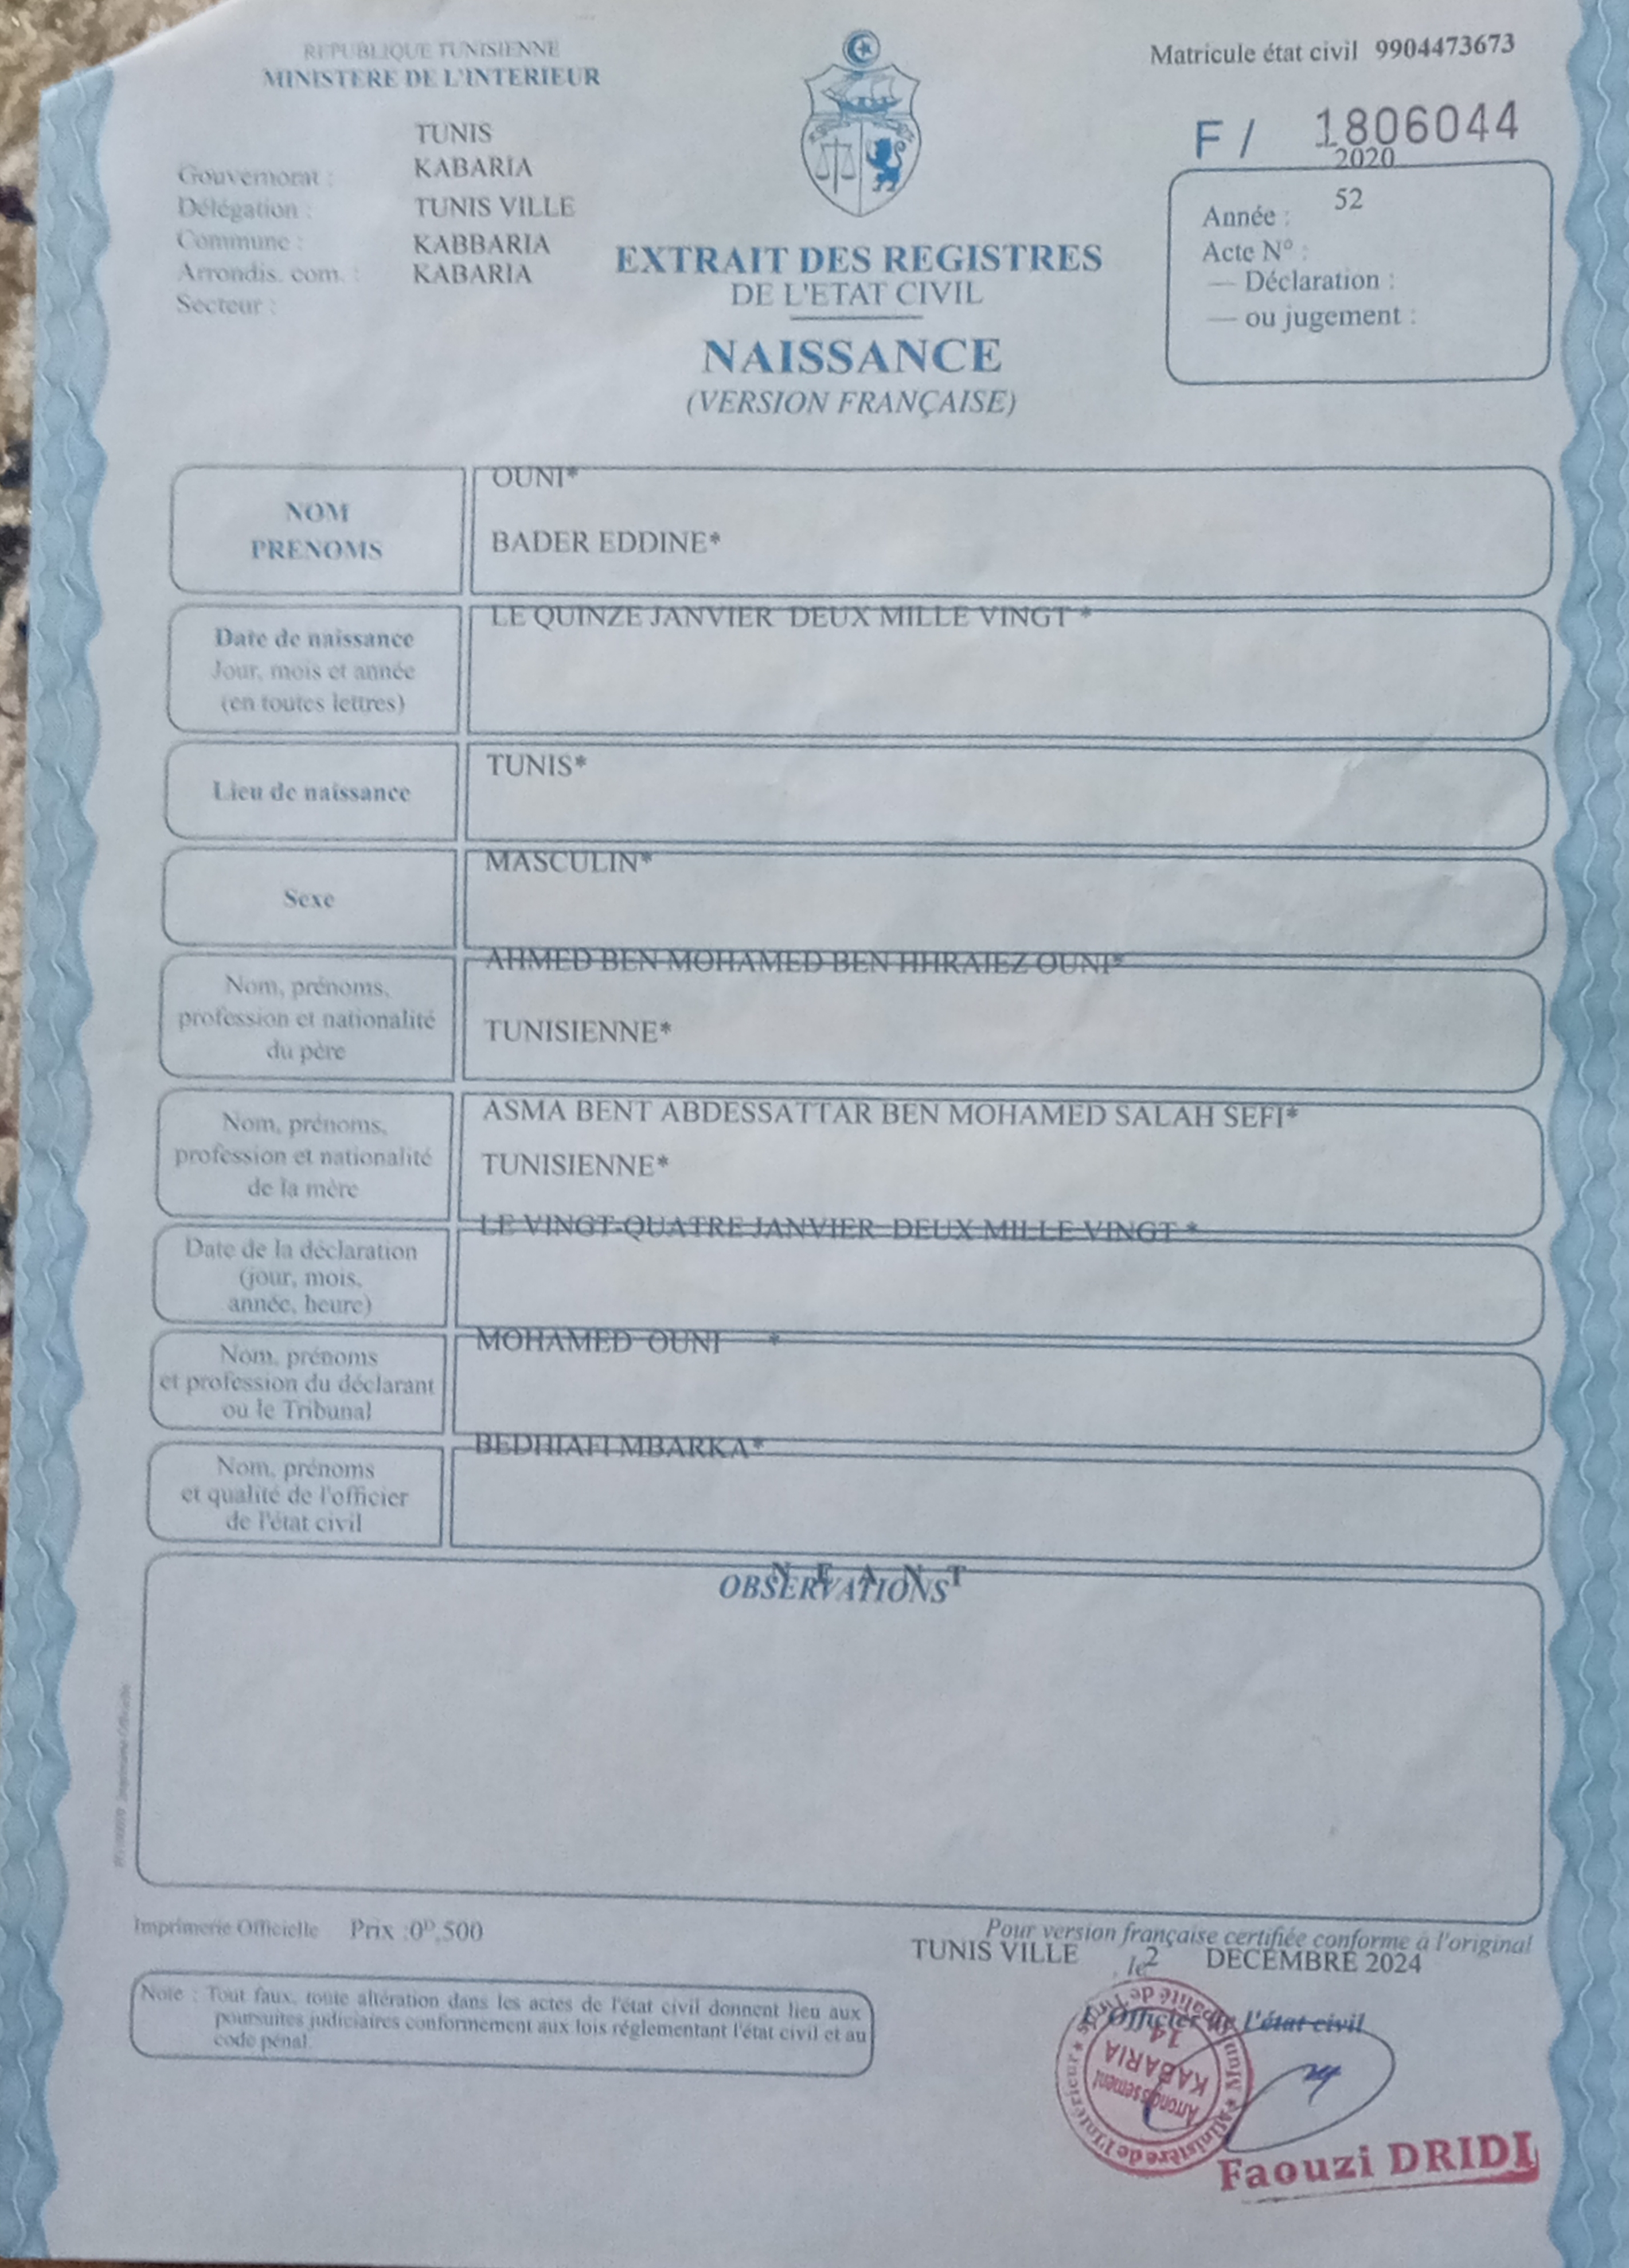 REPUBLIQUE TUNISIENNE
MINISTERE DE L'INTERIEUR
Matricule état civil 9904473673
F / 1806044
TUNIS
Gouvernorat : KABARIA
Délégation : TUNIS VILLE
Commune : KABBARIA
Arrondis. com. : KABARIA
Secteur :
2020
Année : 52
Acte N° :
— Déclaration :
— ou jugement :
EXTRAIT DES REGISTRES
DE L'ETAT CIVIL
NAISSANCE
(VERSION FRANÇAISE)
NOM
PRENOMS
OUNI*
BADER EDDINE*
Date de naissance
Jour, mois et année
(en toutes lettres)
LE QUINZE JANVIER DEUX MILLE VINGT *
Lieu de naissance
TUNIS*
Sexe
MASCULIN*
Nom, prénoms,
profession et nationalité
du père
AHMED BEN MOHAMED BEN HHRAIEZ OUNI*
TUNISIENNE*
Nom, prénoms,
profession et nationalité
de la mère
ASMA BENT ABDESSATTAR BEN MOHAMED SALAH SEFI*
TUNISIENNE*
Date de la déclaration
(jour, mois,
année, heure)
LE VINGT-QUATRE JANVIER DEUX MILLE VINGT *
Nom, prénoms
et profession du déclarant
ou le Tribunal
MOHAMED OUNI *
Nom, prénoms
et qualité de l'officier
de l'état civil
BEDHIAFI MBARKA*
N E A N T
OBSERVATIONS
Imprimerie Officielle Prix :0ᴰ,500
Pour version française certifiée conforme à l'original
TUNIS VILLE , le 2 DECEMBRE 2024
L'Officier de l'état civil
Note : Tout faux, toute altération dans les actes de l'état civil donnent lieu aux
poursuites judiciaires conformement aux lois réglementant l'état civil et au
code pénal.
Ministère de l'Intérieur * Municipalité de Tunis *
Arrondissement
KABARIA
14
Faouzi DRIDI